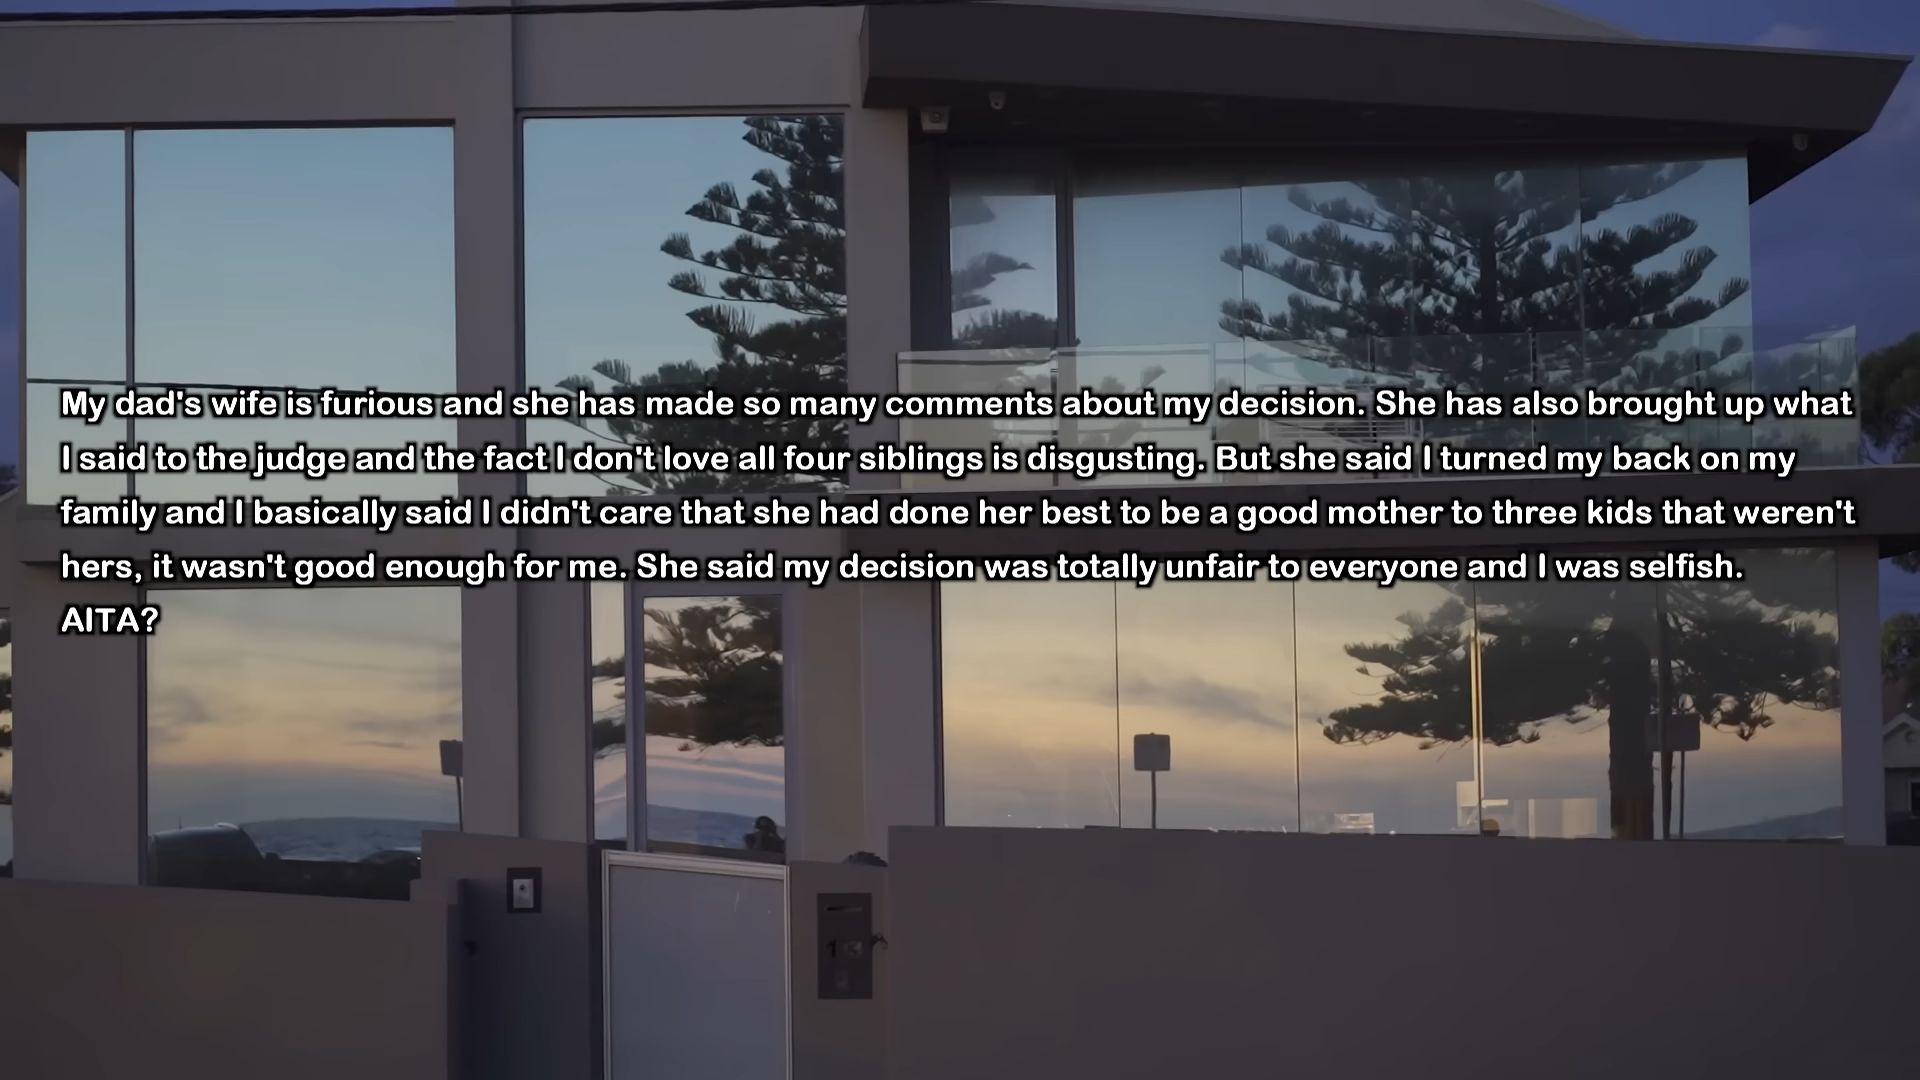 My dad's wife is furious and she has made so many comments about my decision. She has also brought up what
I said to the judge and the fact I don't love all four siblings is disgusting. But she said I turned my back on my
family and I basically said I didn't care that she had done her best to be a good mother to three kids that weren't
hers, it wasn't good enough for me. She said my decision was totally unfair to everyone and I was selfish.
AITA?